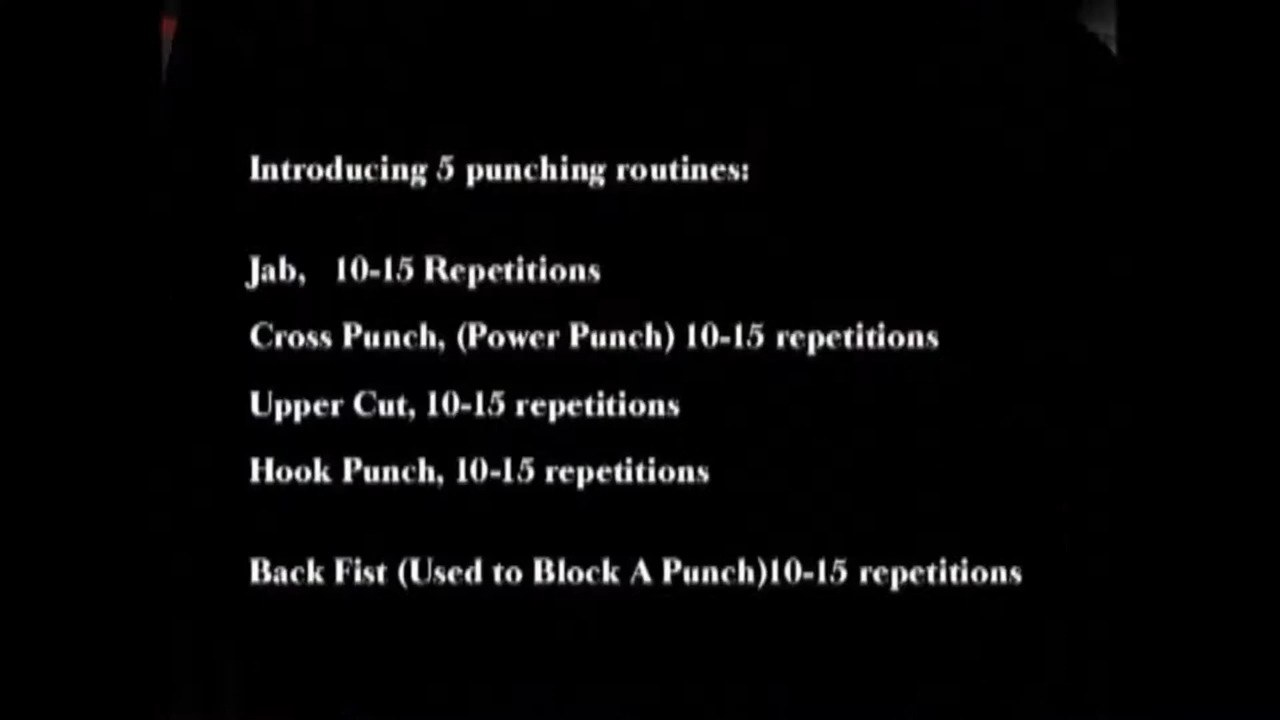 Introducing 5 punching routines:
Jab,   10-15 Repetitions
Cross Punch, (Power Punch) 10-15 repetitions
Upper Cut, 10-15 repetitions
Hook Punch, 10-15 repetitions
Back Fist (Used to Block A Punch)10-15 repetitions